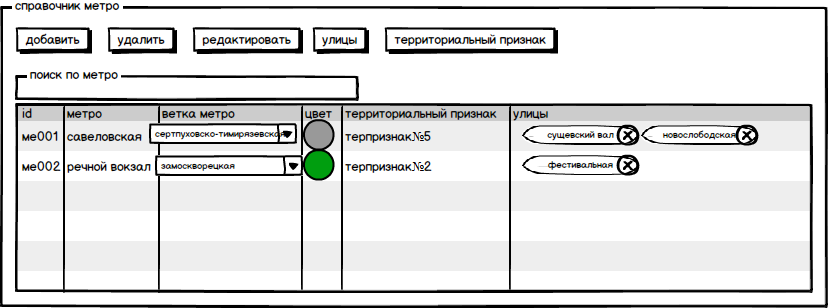 справочник метро
добавить удалить редактировать улицы территориальный признак
поиск по метро
id метро ветка метро цвет территориальный признак улицы
ме001 савеловская сертпуховско-тимирязевская терпризнак№5 сущевский вал новослободская
ме002 речной вокзал замоскворецкая терпризнак№2 фестивальная